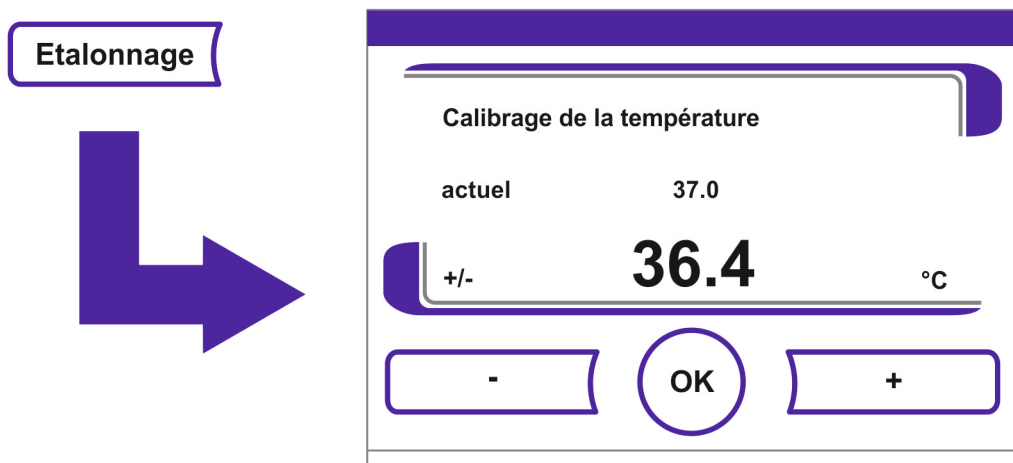 Etalonnage
Calibrage de la température
actuel 37.0
+/- 36.4 °C
- OK +